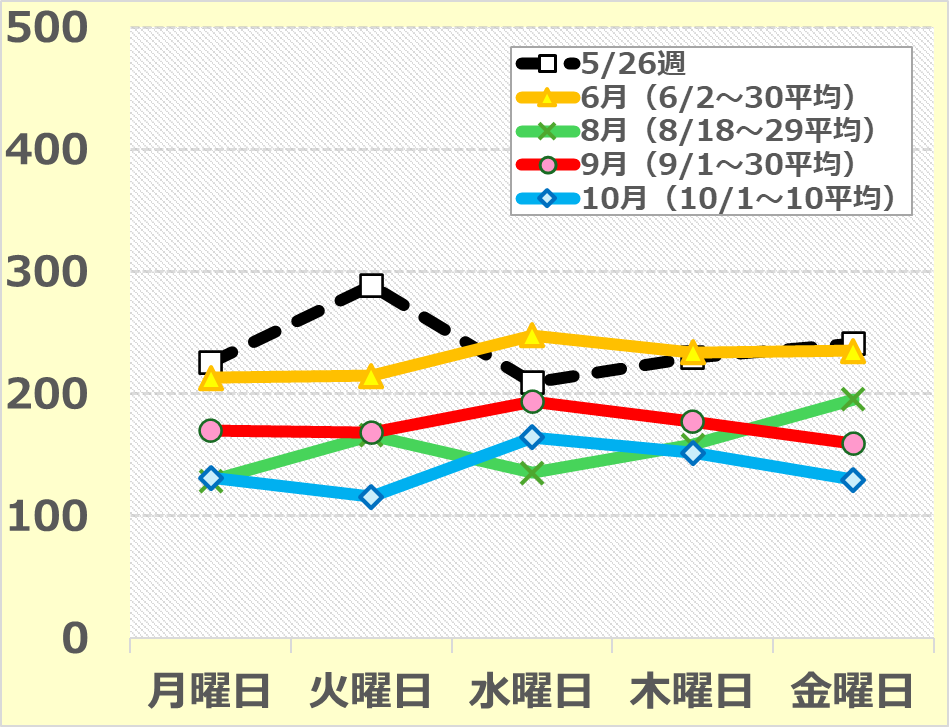 500
400
300
200
100
0
5/26週
6月（6/2～30平均）
8月（8/18～29平均）
9月（9/1～30平均）
10月（10/1～10平均）
月曜日 火曜日 水曜日 木曜日 金曜日